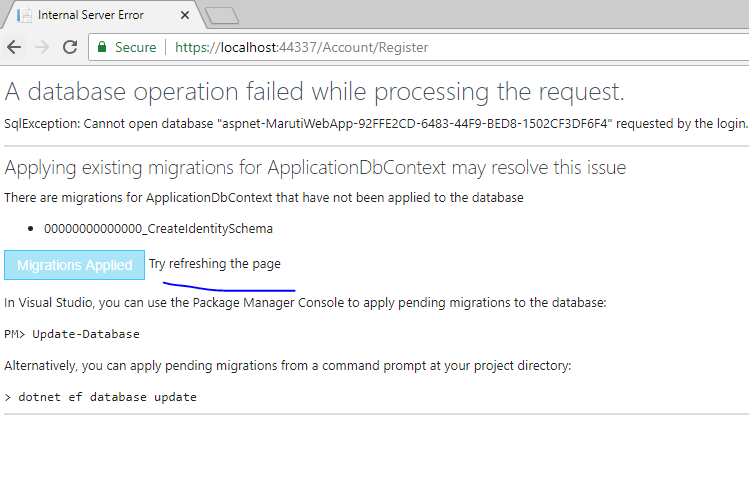 Internal Server Error
Secure
https://localhost:44337/Account/Register
A database operation failed while processing the request.
SqlException: Cannot open database "aspnet-MarutiWebApp-92FFE2CD-6483-44F9-BED8-1502CF3DF6F4" requested by the login.
Applying existing migrations for ApplicationDbContext may resolve this issue
There are migrations for ApplicationDbContext that have not been applied to the database
• 00000000000000_CreateIdentitySchema
Migrations Applied Try refreshing the page
In Visual Studio, you can use the Package Manager Console to apply pending migrations to the database:
PM> Update-Database
Alternatively, you can apply pending migrations from a command prompt at your project directory:
> dotnet ef database update